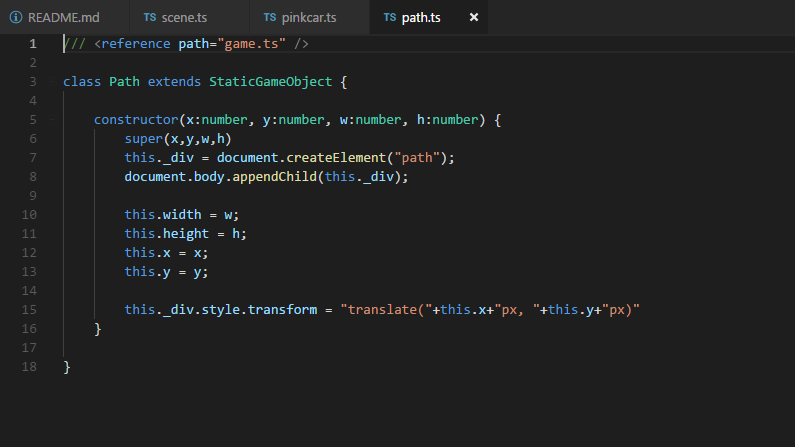 README.md
TS scene.ts
TS pinkcar.ts
TS path.ts ×
1 /// <reference path="game.ts" />
2
3 class Path extends StaticGameObject {
4
5     constructor(x:number, y:number, w:number, h:number) {
6         super(x,y,w,h)
7         this._div = document.createElement("path");
8         document.body.appendChild(this._div);
9
10         this.width = w;
11         this.height = h;
12         this.x = x;
13         this.y = y;
14
15         this._div.style.transform = "translate("+this.x+"px, "+this.y+"px)"
16     }
17
18 }